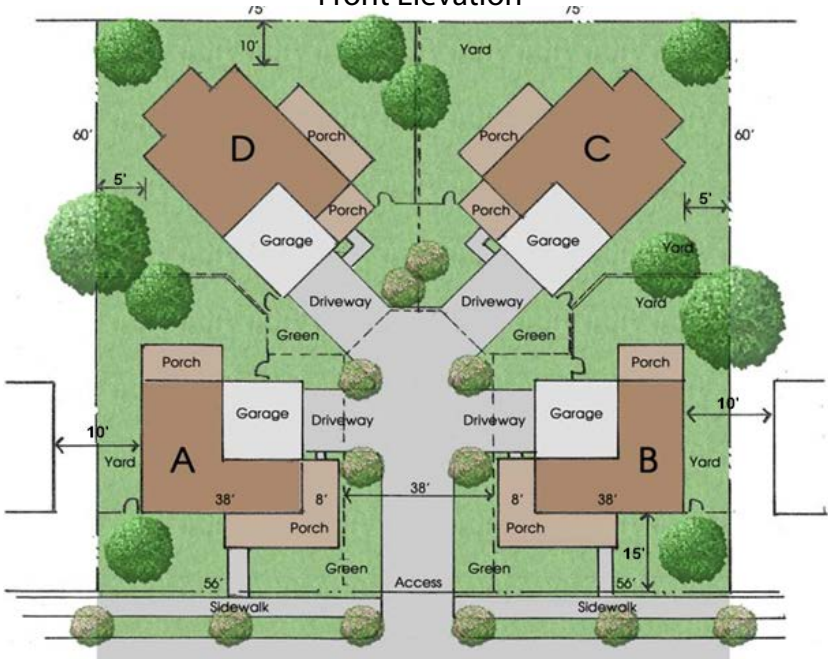 Front Elevation
75'
75'
10'
Yard
60'
D
Porch
Porch
C
60'
5'
5'
Porch
Porch
Garage
Garage
Yard
Driveway
Driveway
Yard
Green
Green
Porch
Porch
Garage
Driveway
Driveway
Garage
10'
10'
Yard
A
B
Yard
38'
8'
38'
8'
38'
Porch
Porch
15'
Green
Green
56'
Access
56'
Sidewalk
Sidewalk